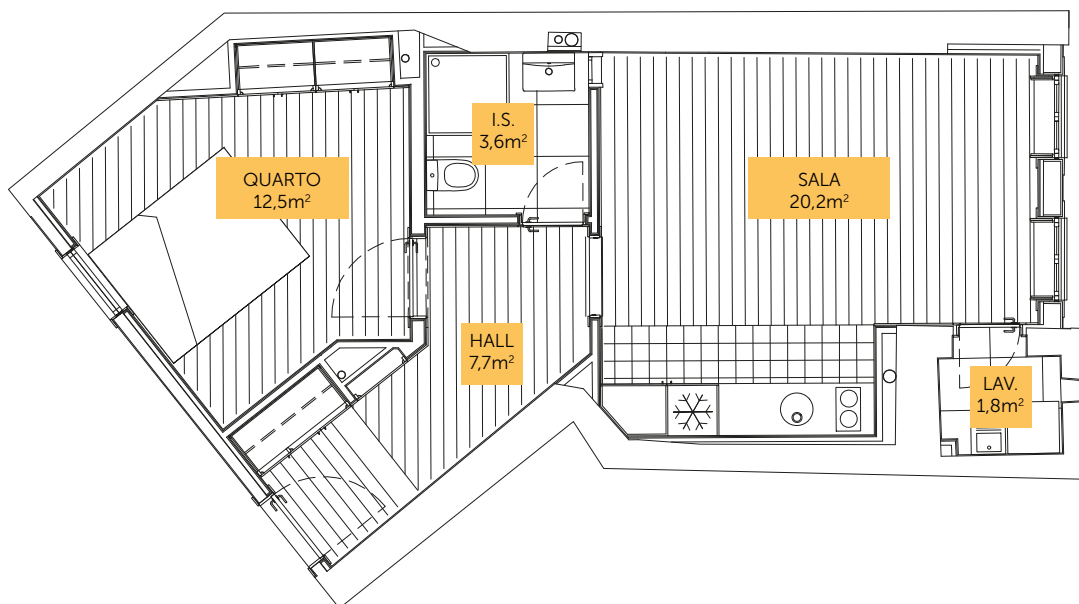 I.S.
3,6m²
QUARTO
12,5m²
SALA
20,2m²
HALL
7,7m²
LAV.
1,8m²